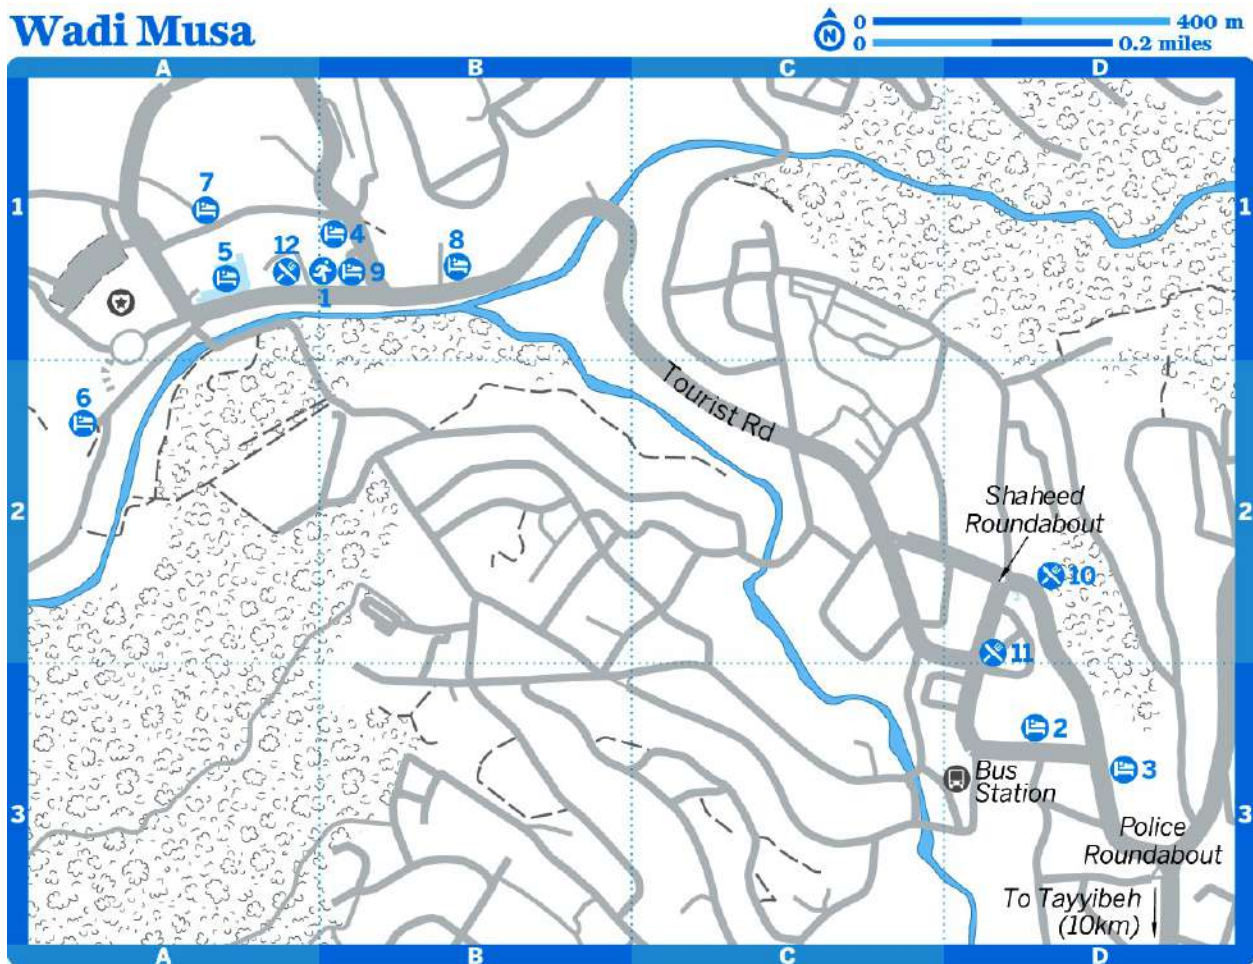 Wadi Musa
N
0 400 m
0 0.2 miles
A B C D
1 1
7
4
5 12 8
9
1
6
Tourist Rd
2 2
Shaheed
Roundabout
10
11
2
3
Bus
Station
3 3
Police
Roundabout
To Tayyibeh
(10km)
A B C D